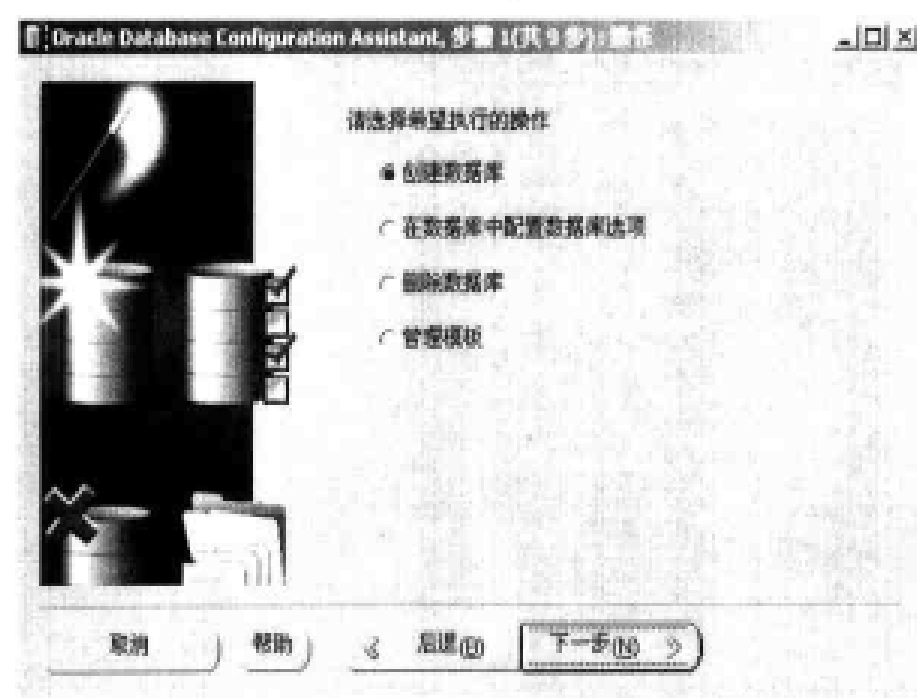 Oracle Database Configuration Assistant, 步骤 1(共 9 步): 操作
请选择希望执行的操作
创建数据库
在数据库中配置数据库选项
删除数据库
管理模板
取消
帮助
后退(B)
下一步(N)